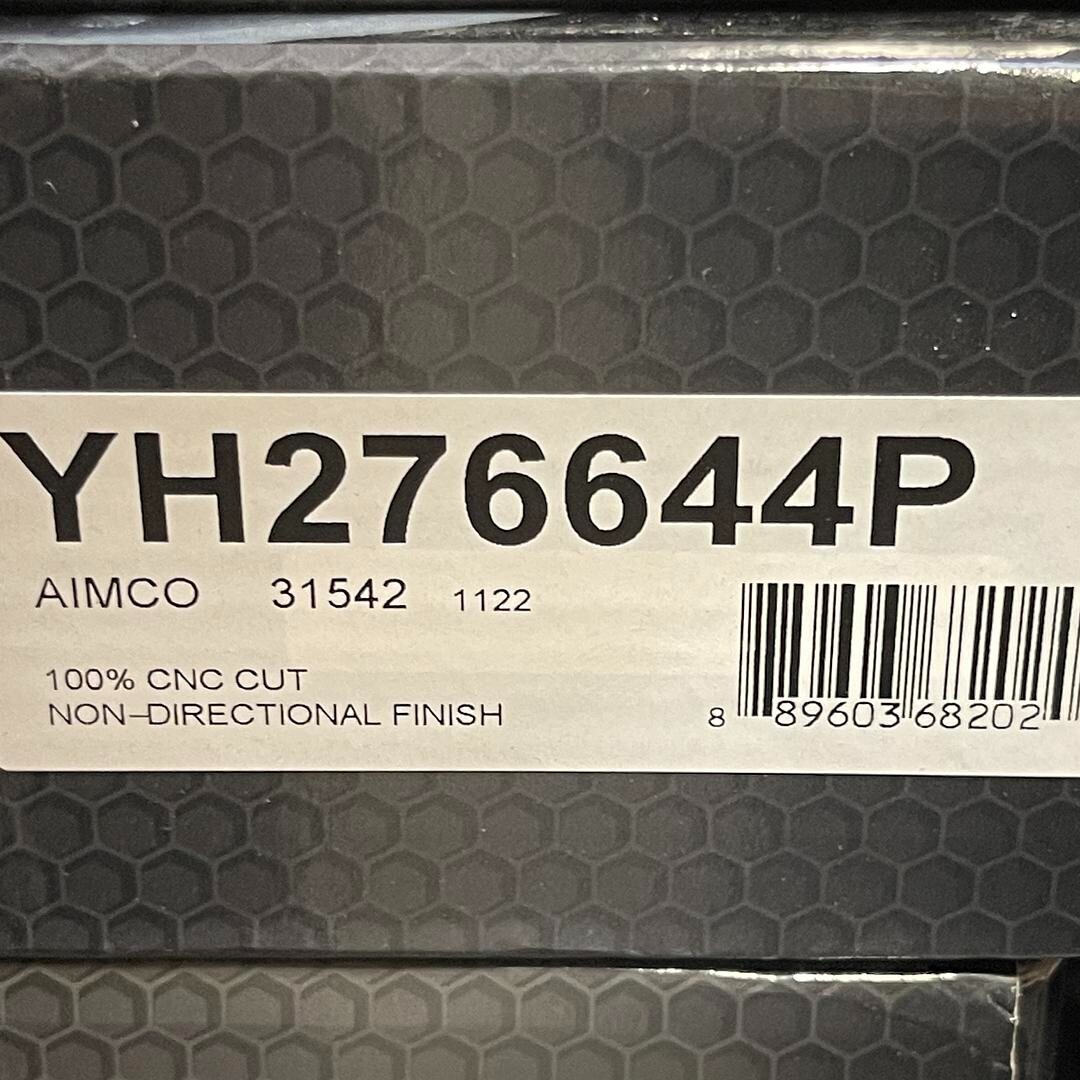 YH276644P
AIMCO 31542 1122
100% CNC CUT
NON-DIRECTIONAL FINISH
8 89603 68202